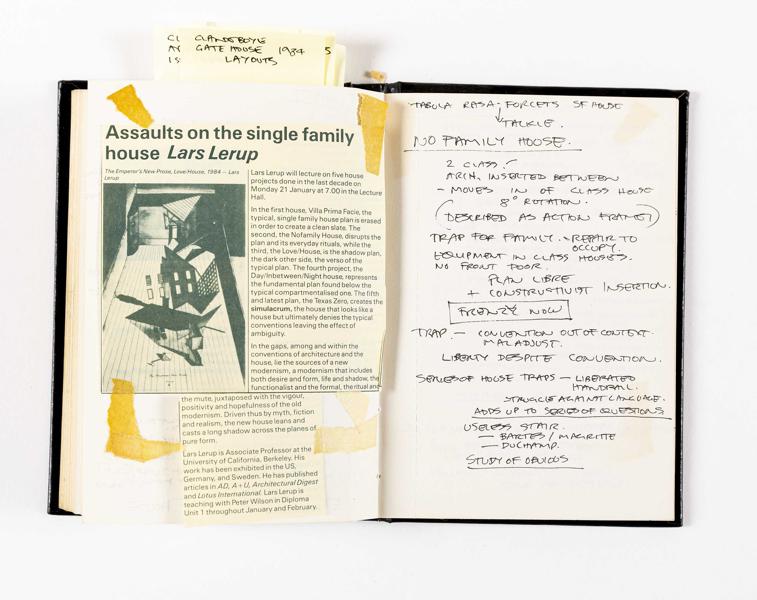 CLANDEBOYE
GATE HOUSE 1984 5
LAYOUTS
Assaults on the single family
house Lars Lerup
The Emperor's New Prose, Love/House, 1984 – Lars
Lerup
Lars Lerup will lecture on five house
projects done in the last decade on
Monday 21 January at 7.00 in the Lecture
Hall.
In the first house, Villa Prima Facie, the
typical, single family house plan is erased
in order to create a clean slate. The
second, the Nofamily House, disrupts the
plan and its everyday rituals, while the
third, the Love/House, is the shadow plan,
the dark other side, the verso of the
typical plan. The fourth project, the
Day/Inbetween/Night house, represents
the fundamental plan found below the
typical compartmentalised one. The fifth
and latest plan, the Texas Zero, creates the
simulacrum, the house that looks like a
house but ultimately denies the typical
conventions leaving the effect of
ambiguity.
In the gaps, among and within the
conventions of architecture and the
house, lie the sources of a new
modernism, a modernism that includes
both desire and form, life and shadow, the
functionalist and the formal, the ritual and
the mute, juxtaposed with the vigour,
positivity and hopefulness of the old
modernism. Driven thus by myth, fiction
and realism, the new house leans and
casts a long shadow across the planes of
pure form.
Lars Lerup is Associate Professor at the
University of California, Berkeley. His
work has been exhibited in the US,
Germany, and Sweden. He has published
articles in AD, A+U, Architectural Digest
and Lotus International. Lars Lerup is
teaching with Peter Wilson in Diploma
Unit 1 throughout January and February.
TABULA RASA - FORGETS SF HOUSE
TACKLE.
NO FAMILY HOUSE.
2 CLASS
ARCH. INSERTED BETWEEN
- MOVES IN OF CLASS HOUSE
8° ROTATION.
(DESCRIBED AS ACTION FRAME)
TRAP FOR FAMILY. REPAIR TO
OCCUPY.
EQUIPMENT IN CLASS HOUSES.
NO FRONT DOOR.
PLAN LIBRE
+ CONSTRUCTIVIST INSERTION.
FRENZY NOW
TRAP - CONVENTION OUT OF CONTEXT.
MALADJUST.
LIBERTY DESPITE CONVENTION.
SERIES OF HOUSE TRAPS - LIBERATED
HANDRAIL.
STRUGGLE AGAINST LANGUAGE.
ADDS UP TO SERIES OF QUESTIONS.
USELESS STAIR.
- BARTES / MAGRITTE
- DUCHAMP.
STUDY OF OBVIOUS